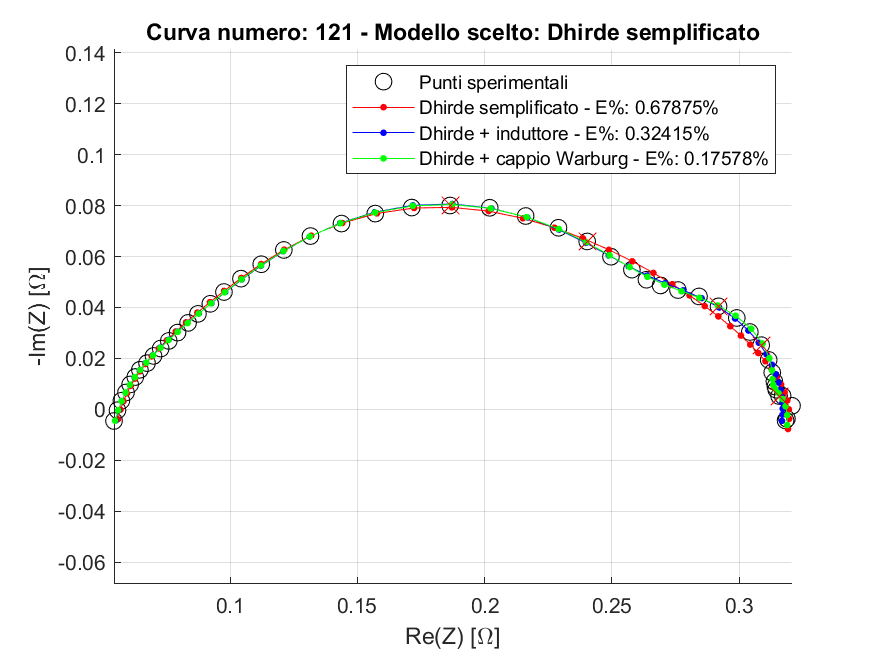 Curva numero: 121 - Modello scelto: Dhirde semplificato
Punti sperimentali
Dhirde semplificato - E%: 0.67875%
Dhirde + induttore - E%: 0.32415%
Dhirde + cappio Warburg - E%: 0.17578%
-Im(Z) [Ω]
0.14
0.12
0.1
0.08
0.06
0.04
0.02
0
-0.02
-0.04
-0.06
0.1
0.15
0.2
0.25
0.3
Re(Z) [Ω]